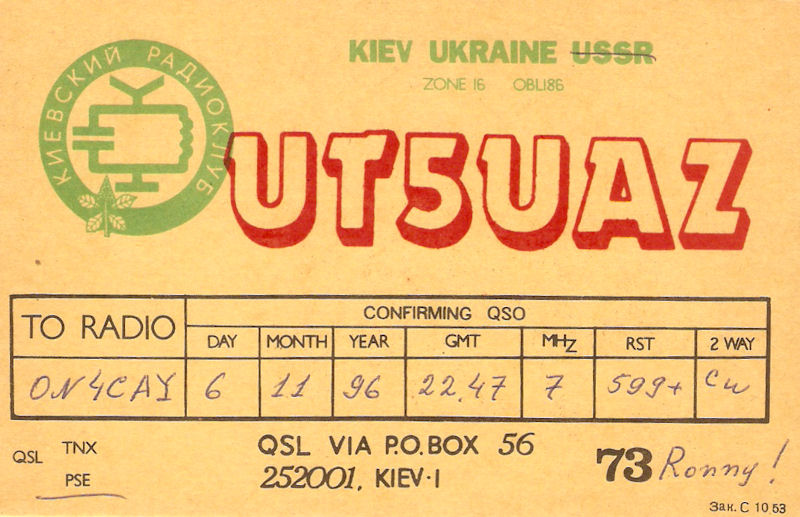 КИЕВСКИЙ РАДИОКЛУБ
KIEV UKRAINE USSR
ZONE 16 OBL186
UT5UAZ
TO RADIO
CONFIRMING QSO
DAY MONTH YEAR GMT MHz RST 2 WAY
ON4CAY 6 11 96 22.47 7 599+ CW
QSL TNX
PSE
QSL VIA P.O.BOX 56
252001, KIEV-1
73 Ronny!
Зак. С 1053